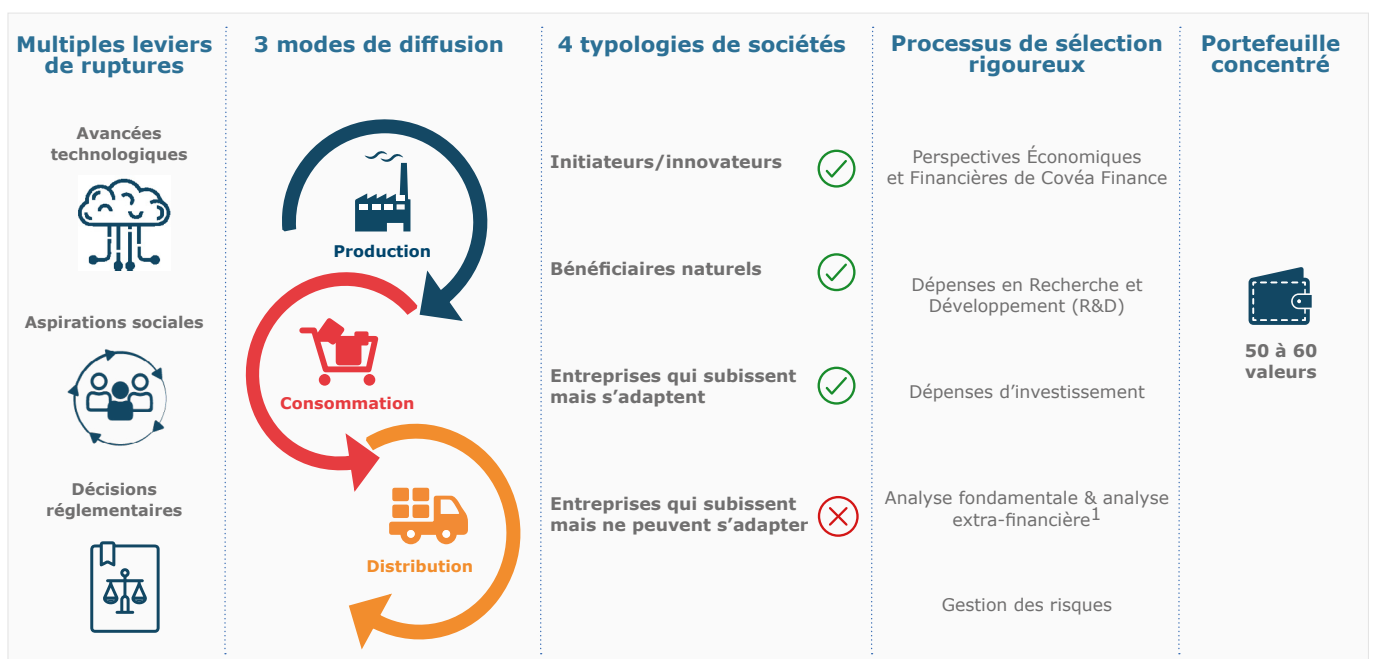 Multiples leviers
de ruptures
Avancées
technologiques
Aspirations sociales
Décisions
réglementaires
3 modes de diffusion
Production
Consommation
Distribution
4 typologies de sociétés
Initiateurs/innovateurs
Bénéficiaires naturels
Entreprises qui subissent
mais s’adaptent
Entreprises qui subissent
mais ne peuvent s’adapter
Processus de sélection
rigoureux
Perspectives Économiques
et Financières de Covéa Finance
Dépenses en Recherche et
Développement (R&D)
Dépenses d’investissement
Analyse fondamentale & analyse
extra-financière1
Gestion des risques
Portefeuille
concentré
50 à 60
valeurs